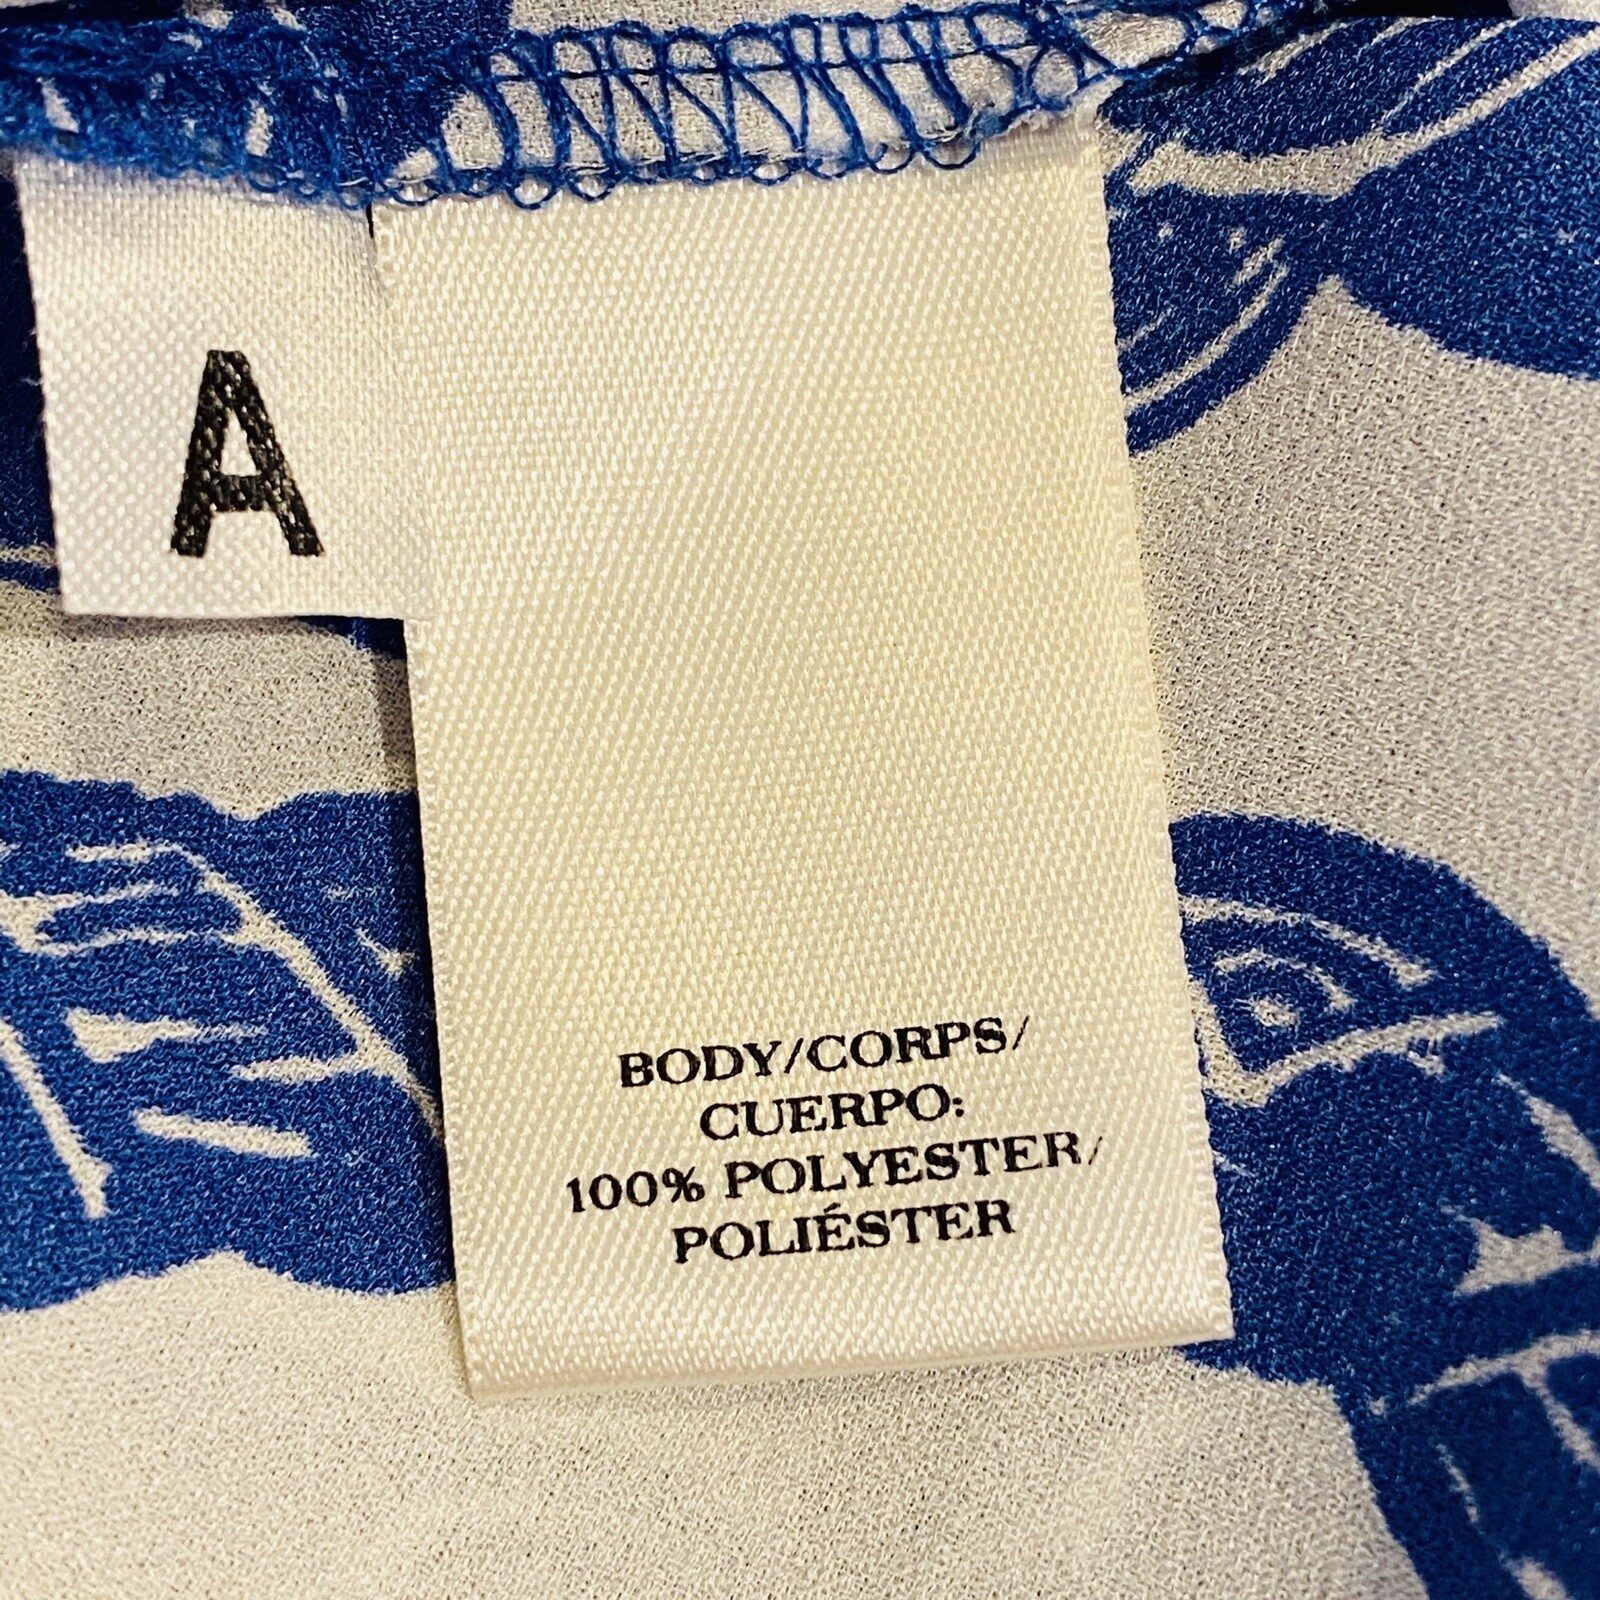 A
BODY/CORPS/
CUERPO:
100% POLYESTER/
POLIÉSTER